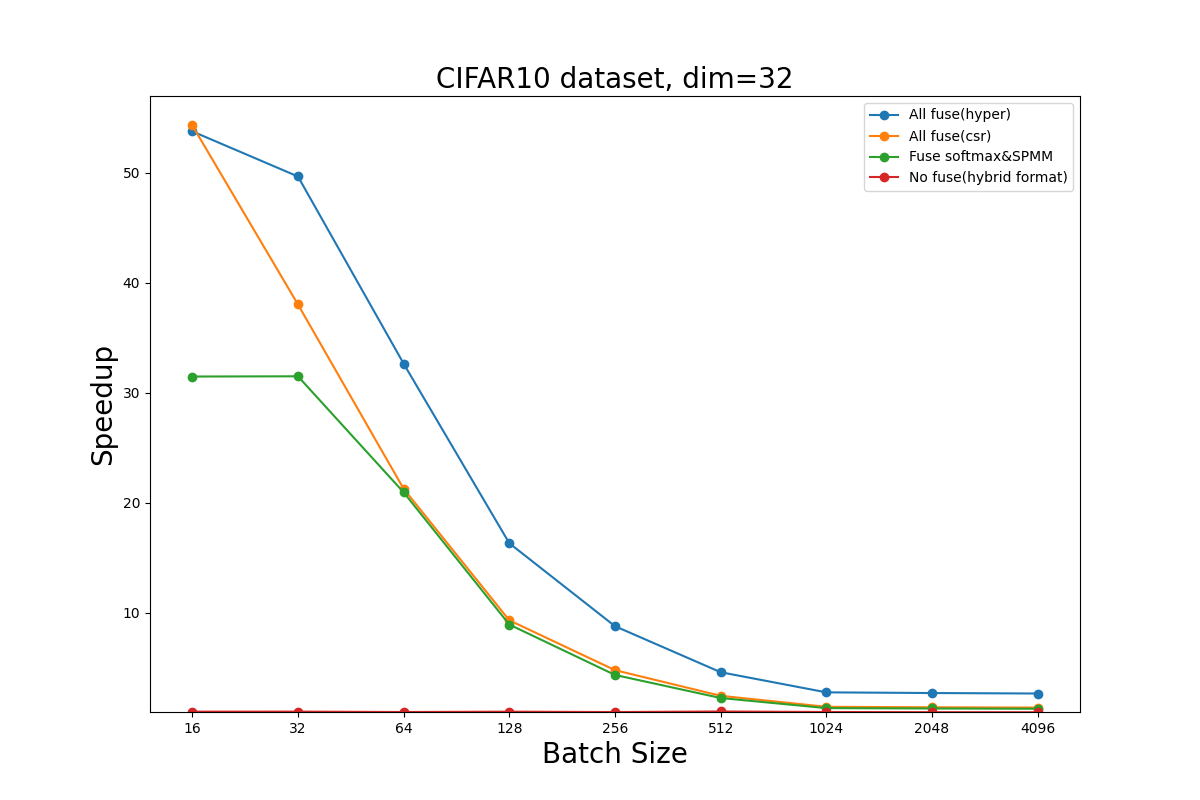 CIFAR10 dataset, dim=32
All fuse(hyper)
All fuse(csr)
Fuse softmax&SPMM
No fuse(hybrid format)
50
40
30
20
10
Speedup
16 32 64 128 256 512 1024 2048 4096
Batch Size